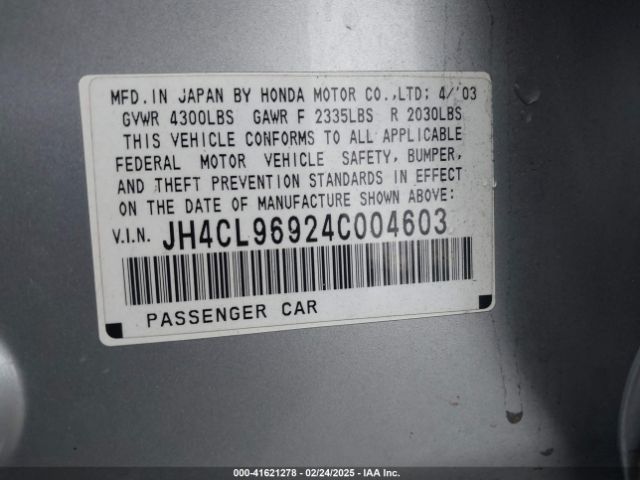 MFD. IN JAPAN BY HONDA MOTOR CO., LTD: 4/'03
GVWR 4300LBS GAWR F 2335LBS R 2030LBS
THIS VEHICLE CONFORMS TO ALL APPLICABLE
FEDERAL MOTOR VEHICLE SAFETY, BUMPER,
AND THEFT PREVENTION STANDARDS IN EFFECT
ON THE DATE OF MANUFACTURE SHOWN ABOVE:
V.I.N. JH4CL96924C004603
PASSENGER CAR
000-41621278 - 02/24/2025 - IAA Inc.